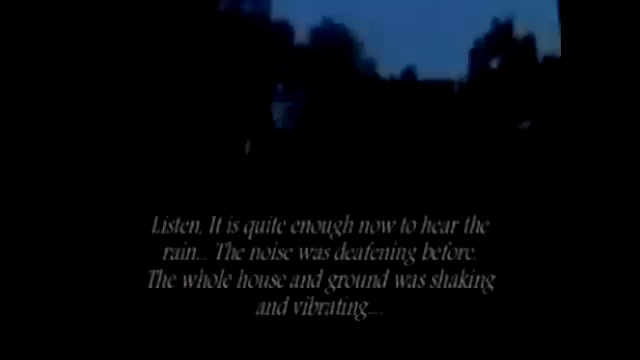 Listen, It is quite enough now to hear the
rain... The noise was deafening before.
The whole house and ground was shaking
and vibrating....